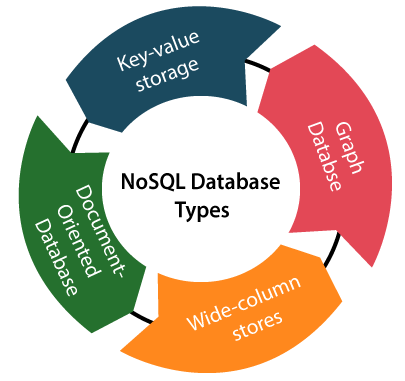 Key-value
storage
Graph
Databse
NoSQL Database
Types
Document-
Oriented
Database
Wide-column
stores